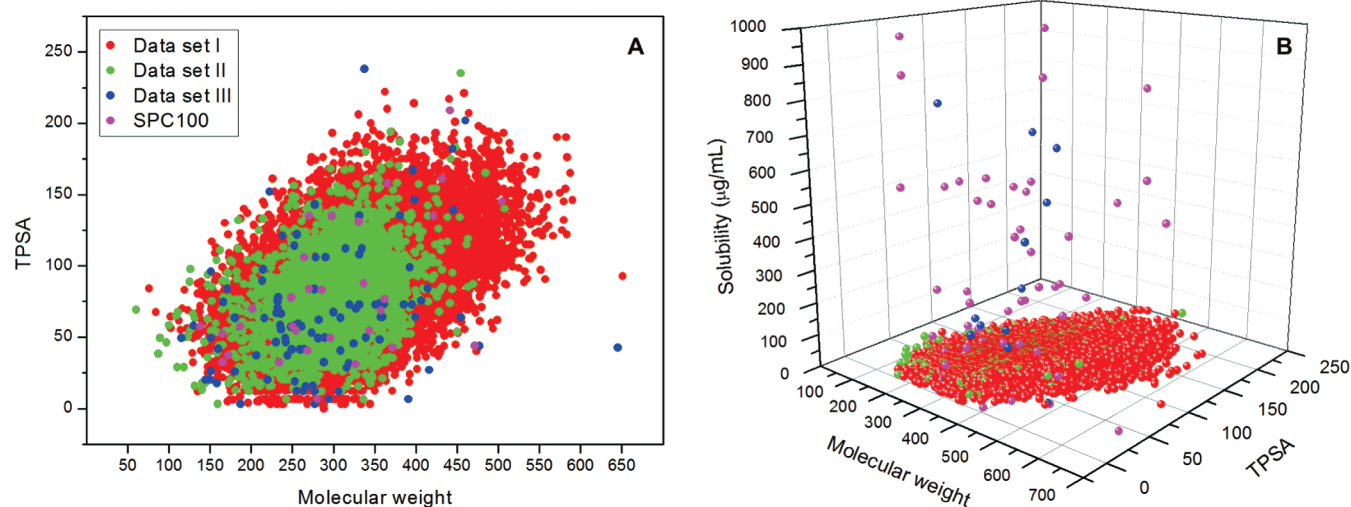 A
Data set I
Data set II
Data set III
SPC100
TPSA
250
200
150
100
50
0
50 100 150 200 250 300 350 400 450 500 550 600 650
Molecular weight
B
Solubility (µg/mL)
1000
900
800
700
600
500
400
300
200
100
0
100
200
300
400
500
600
700
Molecular weight
0
50
100
150
200
250
TPSA